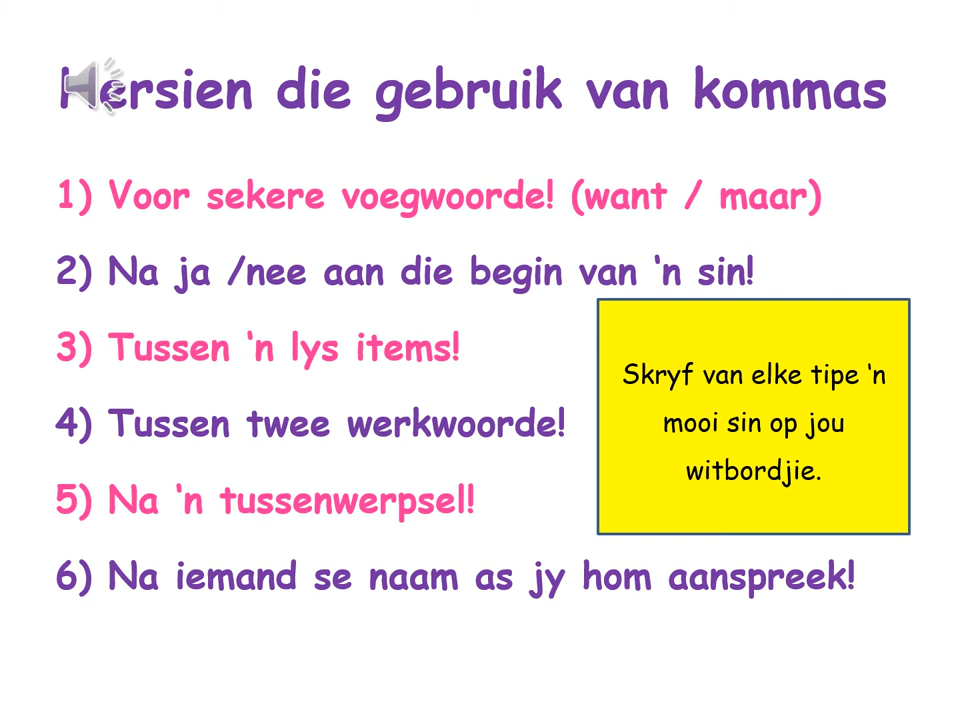 Hersien die gebruik van kommas
1) Voor sekere voegwoorde! (want / maar)
2) Na ja /nee aan die begin van ‘n sin!
3) Tussen ‘n lys items!
4) Tussen twee werkwoorde!
5) Na ‘n tussenwerpsel!
6) Na iemand se naam as jy hom aanspreek!
Skryf van elke tipe ‘n
mooi sin op jou
witbordjie.